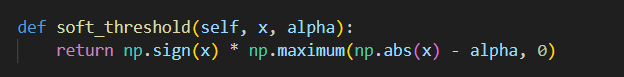 def soft_threshold(self, x, alpha):
    return np.sign(x) * np.maximum(np.abs(x) - alpha, 0)